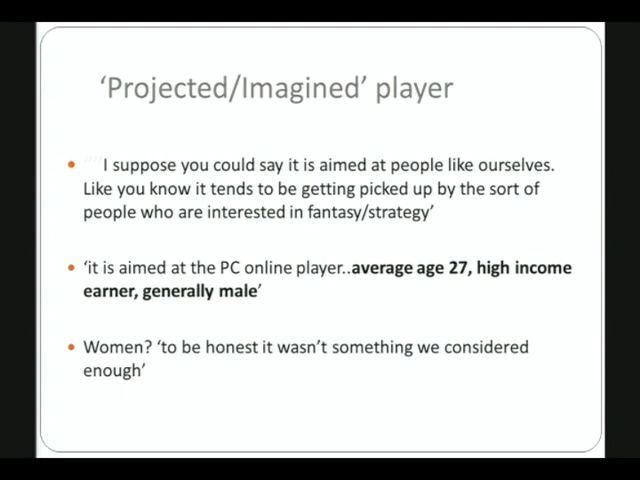 ‘Projected/Imagined’ player
I suppose you could say it is aimed at people like ourselves.
Like you know it tends to be getting picked up by the sort of
people who are interested in fantasy/strategy’
‘it is aimed at the PC online player..average age 27, high income
earner, generally male’
Women? ‘to be honest it wasn’t something we considered
enough’